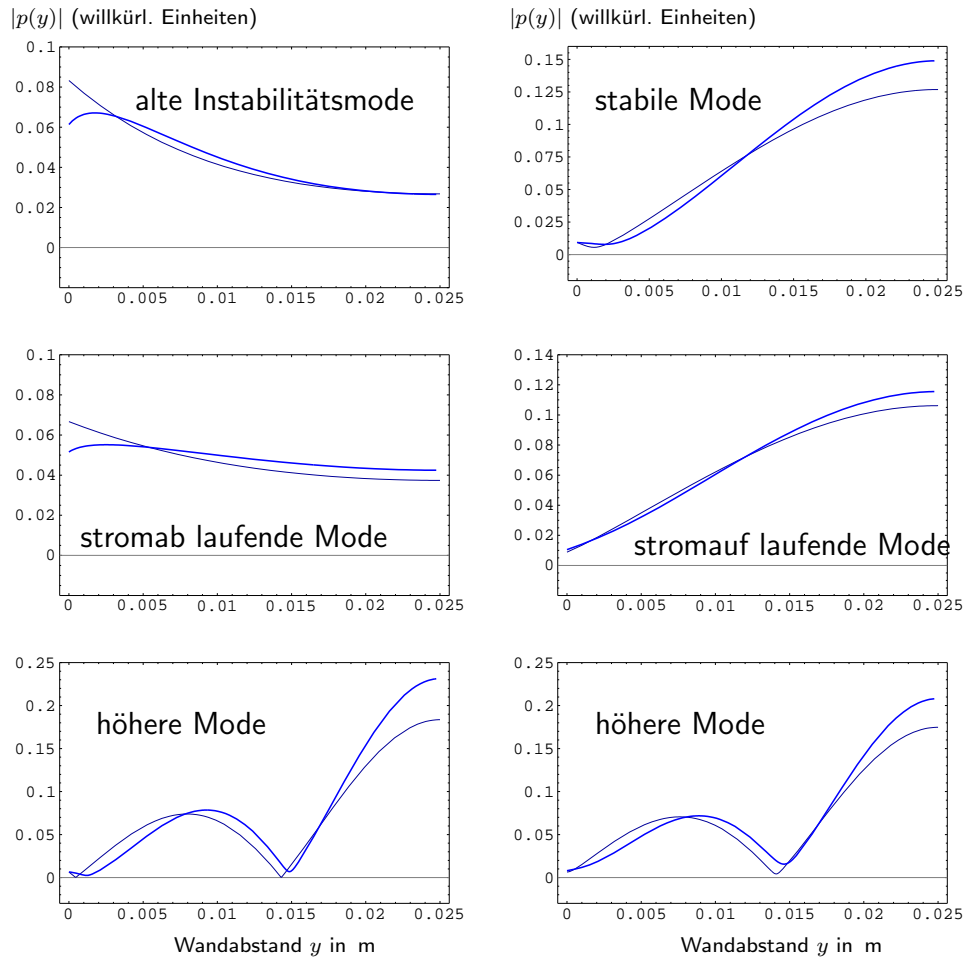 |p(y)| (willkürl. Einheiten)
|p(y)| (willkürl. Einheiten)
0.1
0.08
0.06
0.04
0.02
0
alte Instabilitätsmode
0 0.005 0.01 0.015 0.02 0.025
0.15
0.125
0.1
0.075
0.05
0.025
0
stabile Mode
0 0.005 0.01 0.015 0.02 0.025
0.1
0.08
0.06
0.04
0.02
0
stromab laufende Mode
0 0.005 0.01 0.015 0.02 0.025
0.14
0.12
0.1
0.08
0.06
0.04
0.02
0
stromauf laufende Mode
0 0.005 0.01 0.015 0.02 0.025
0.25
0.2
0.15
0.1
0.05
0
höhere Mode
0 0.005 0.01 0.015 0.02 0.025
Wandabstand y in m
0.25
0.2
0.15
0.1
0.05
0
höhere Mode
0 0.005 0.01 0.015 0.02 0.025
Wandabstand y in m